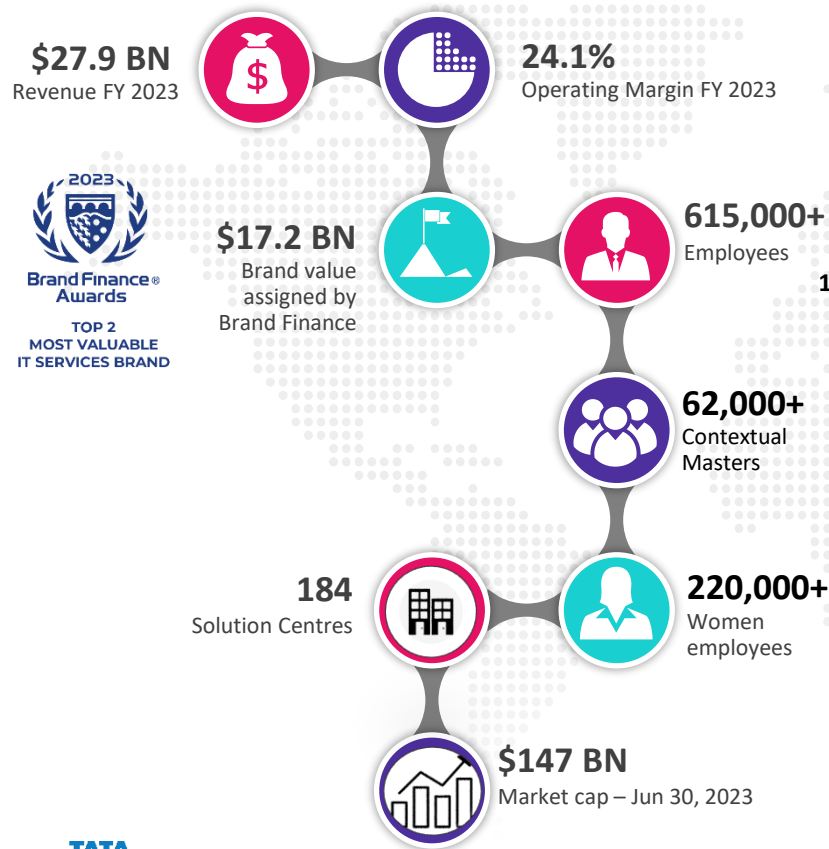 $27.9 BN
Revenue FY 2023
$
24.1%
Operating Margin FY 2023
2023
Brand Finance®
Awards
TOP 2
MOST VALUABLE
IT SERVICES BRAND
$17.2 BN
Brand value
assigned by
Brand Finance
615,000+
Employees
1
62,000+
Contextual
Masters
184
Solution Centres
220,000+
Women
employees
$147 BN
Market cap – Jun 30, 2023
TATA